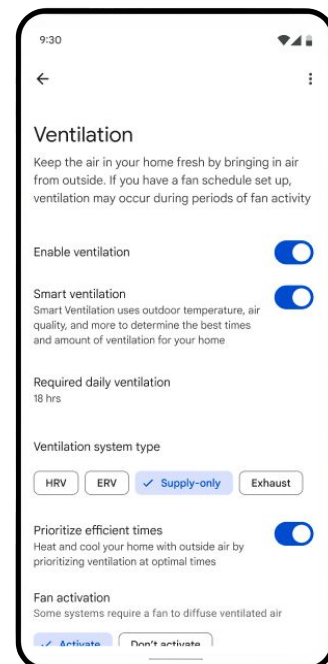 9:30
Ventilation
Keep the air in your home fresh by bringing in air
from outside. If you have a fan schedule set up,
ventilation may occur during periods of fan activity
Enable ventilation
Smart ventilation
Smart Ventilation uses outdoor temperature, air
quality, and more to determine the best times
and amount of ventilation for your home
Required daily ventilation
18 hrs
Ventilation system type
HRV ERV Supply-only Exhaust
Prioritize efficient times
Heat and cool your home with outside air by
prioritizing ventilation at optimal times
Fan activation
Some systems require a fan to diffuse ventilated air
Activate Don't activate